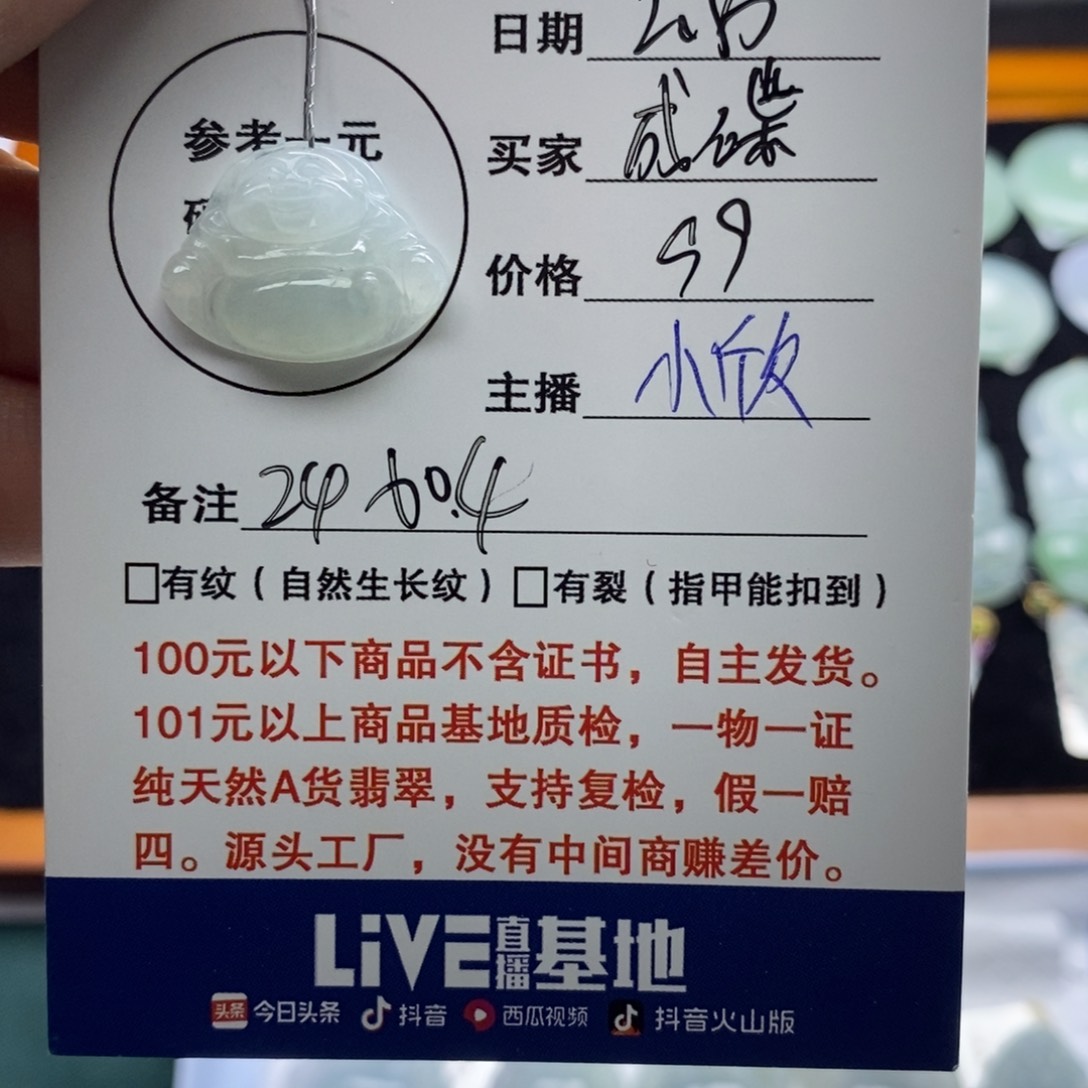 日期
参考一元
买家
价格 59
主播 小欣
备注 24
□有纹（自然生长纹）□有裂（指甲能扣到）
100元以下商品不含证书，自主发货。
101元以上商品基地质检，一物一证
纯天然A货翡翠，支持复检，假一赔
四。源头工厂，没有中间商赚差价。
LiVE直播基地
头条 今日头条 抖音 西瓜视频 抖音火山版